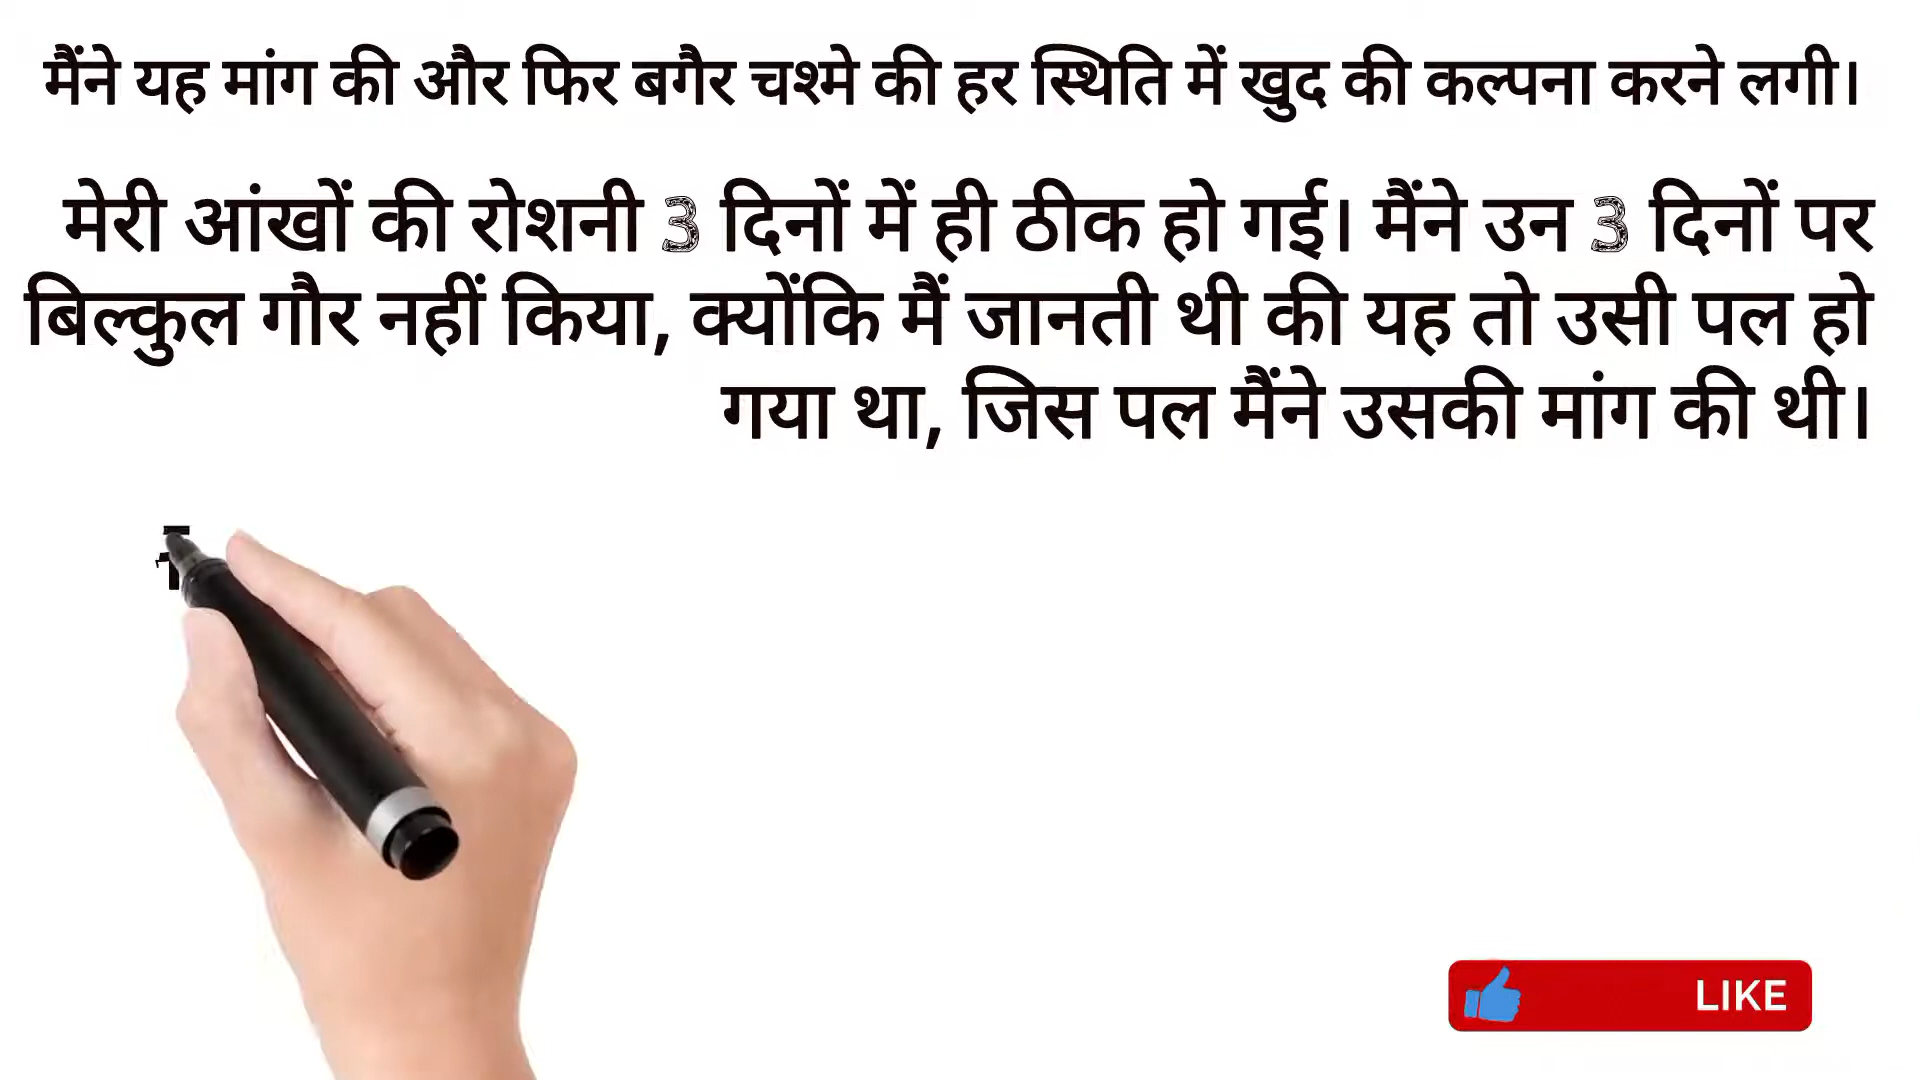 मैंने यह मांग की और फिर बगैर चश्मे की हर स्थिति में खुद की कल्पना करने लगी।
मेरी आंखों की रोशनी 3 दिनों में ही ठीक हो गई। मैंने उन 3 दिनों पर
बिल्कुल गौर नहीं किया, क्योंकि मैं जानती थी की यह तो उसी पल हो
गया था, जिस पल मैंने उसकी मांग की थी।
LIKE